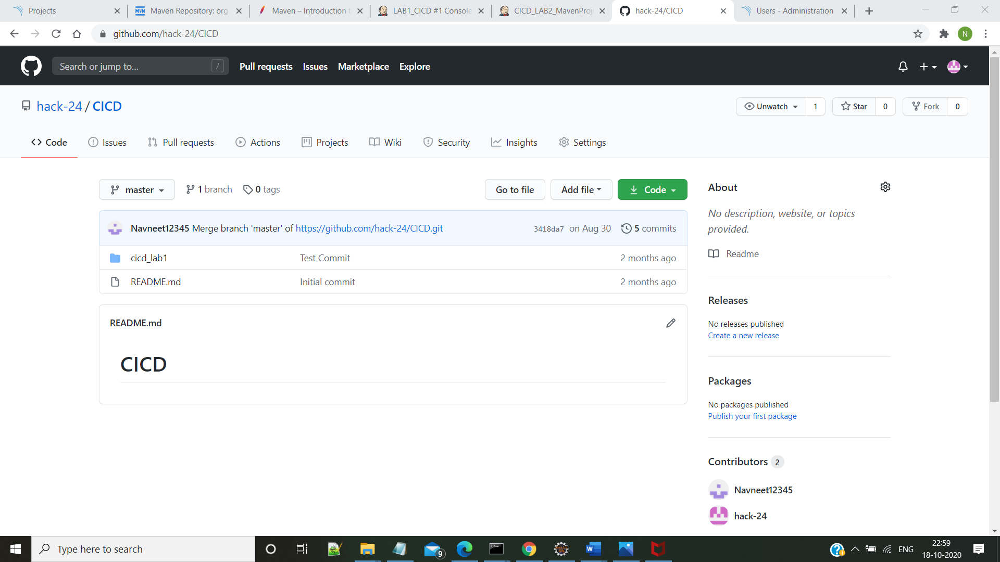 Projects
Maven Repository: org.
Maven – Introduction t
LAB1_CICD #1 Console
CICD_LAB2_MavenProj
hack-24/CICD
Users - Administration
github.com/hack-24/CICD
N
Search or jump to...
/
Pull requests
Issues
Marketplace
Explore
hack-24 / CICD
Unwatch 1
Star 0
Fork 0
Code
Issues
Pull requests
Actions
Projects
Wiki
Security
Insights
Settings
master
1 branch
0 tags
Go to file
Add file
Code
Navneet12345 Merge branch 'master' of https://github.com/hack-24/CICD.git 3418da7 on Aug 30 5 commits
cicd_lab1 Test Commit 2 months ago
README.md Initial commit 2 months ago
README.md
CICD
About
No description, website, or topics
provided.
Readme
Releases
No releases published
Create a new release
Packages
No packages published
Publish your first package
Contributors 2
Navneet12345
hack-24
Type here to search
9
ENG
22:59
18-10-2020